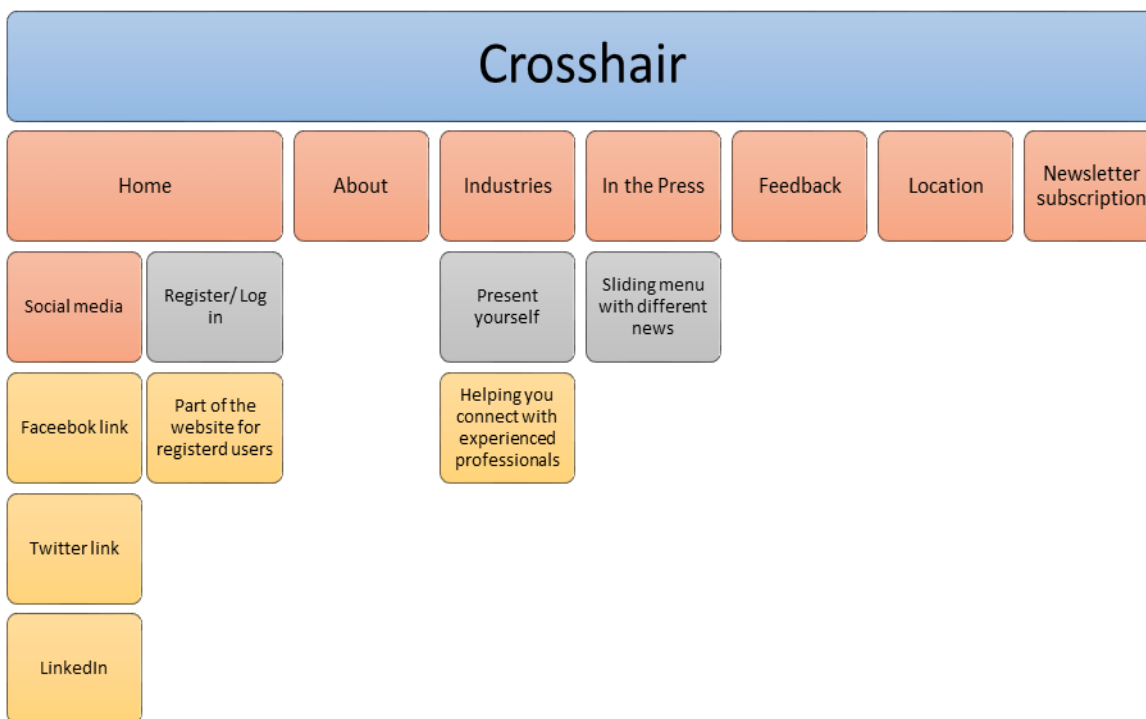 Crosshair
Home
About
Industries
In the Press
Feedback
Location
Newsletter
subscription
Social media
Register/ Log
in
Present
yourself
Sliding menu
with different
news
Faceebok link
Part of the
website for
registerd users
Helping you
connect with
experienced
professionals
Twitter link
LinkedIn